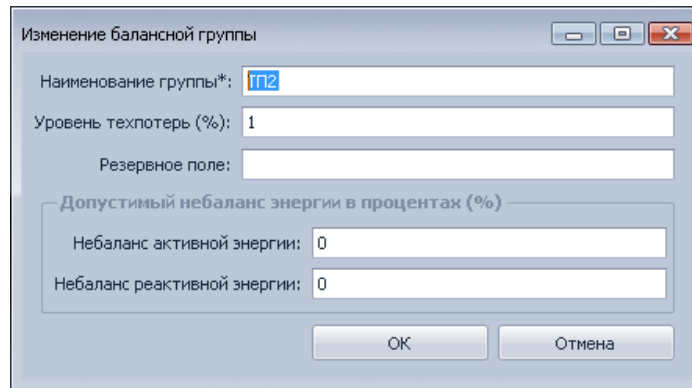 Изменение балансной группы
Наименование группы*: ТП2
Уровень техпотерь (%): 1
Резервное поле:
Допустимый небаланс энергии в процентах (%)
Небаланс активной энергии: 0
Небаланс реактивной энергии: 0
ОК Отмена